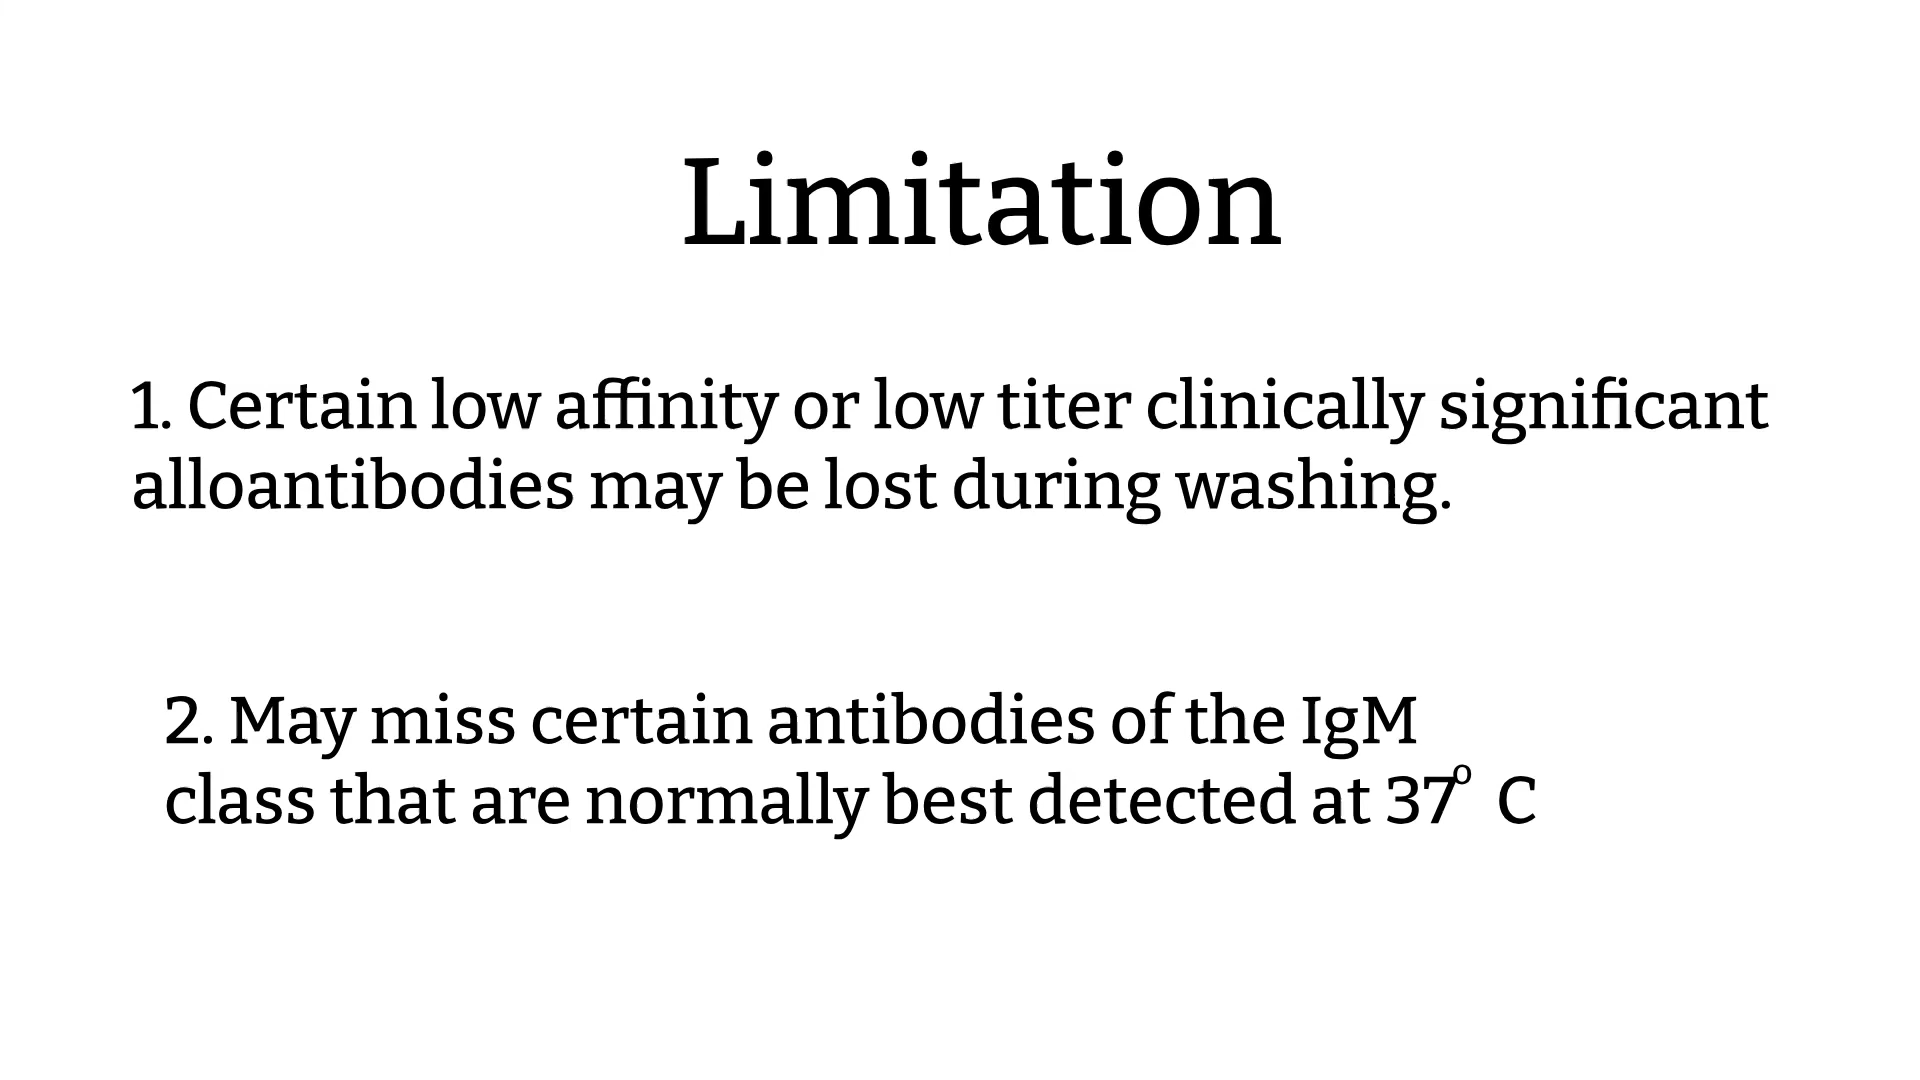 Limitation
1. Certain low affinity or low titer clinically significant
alloantibodies may be lost during washing.
2. May miss certain antibodies of the IgM
class that are normally best detected at 37º C